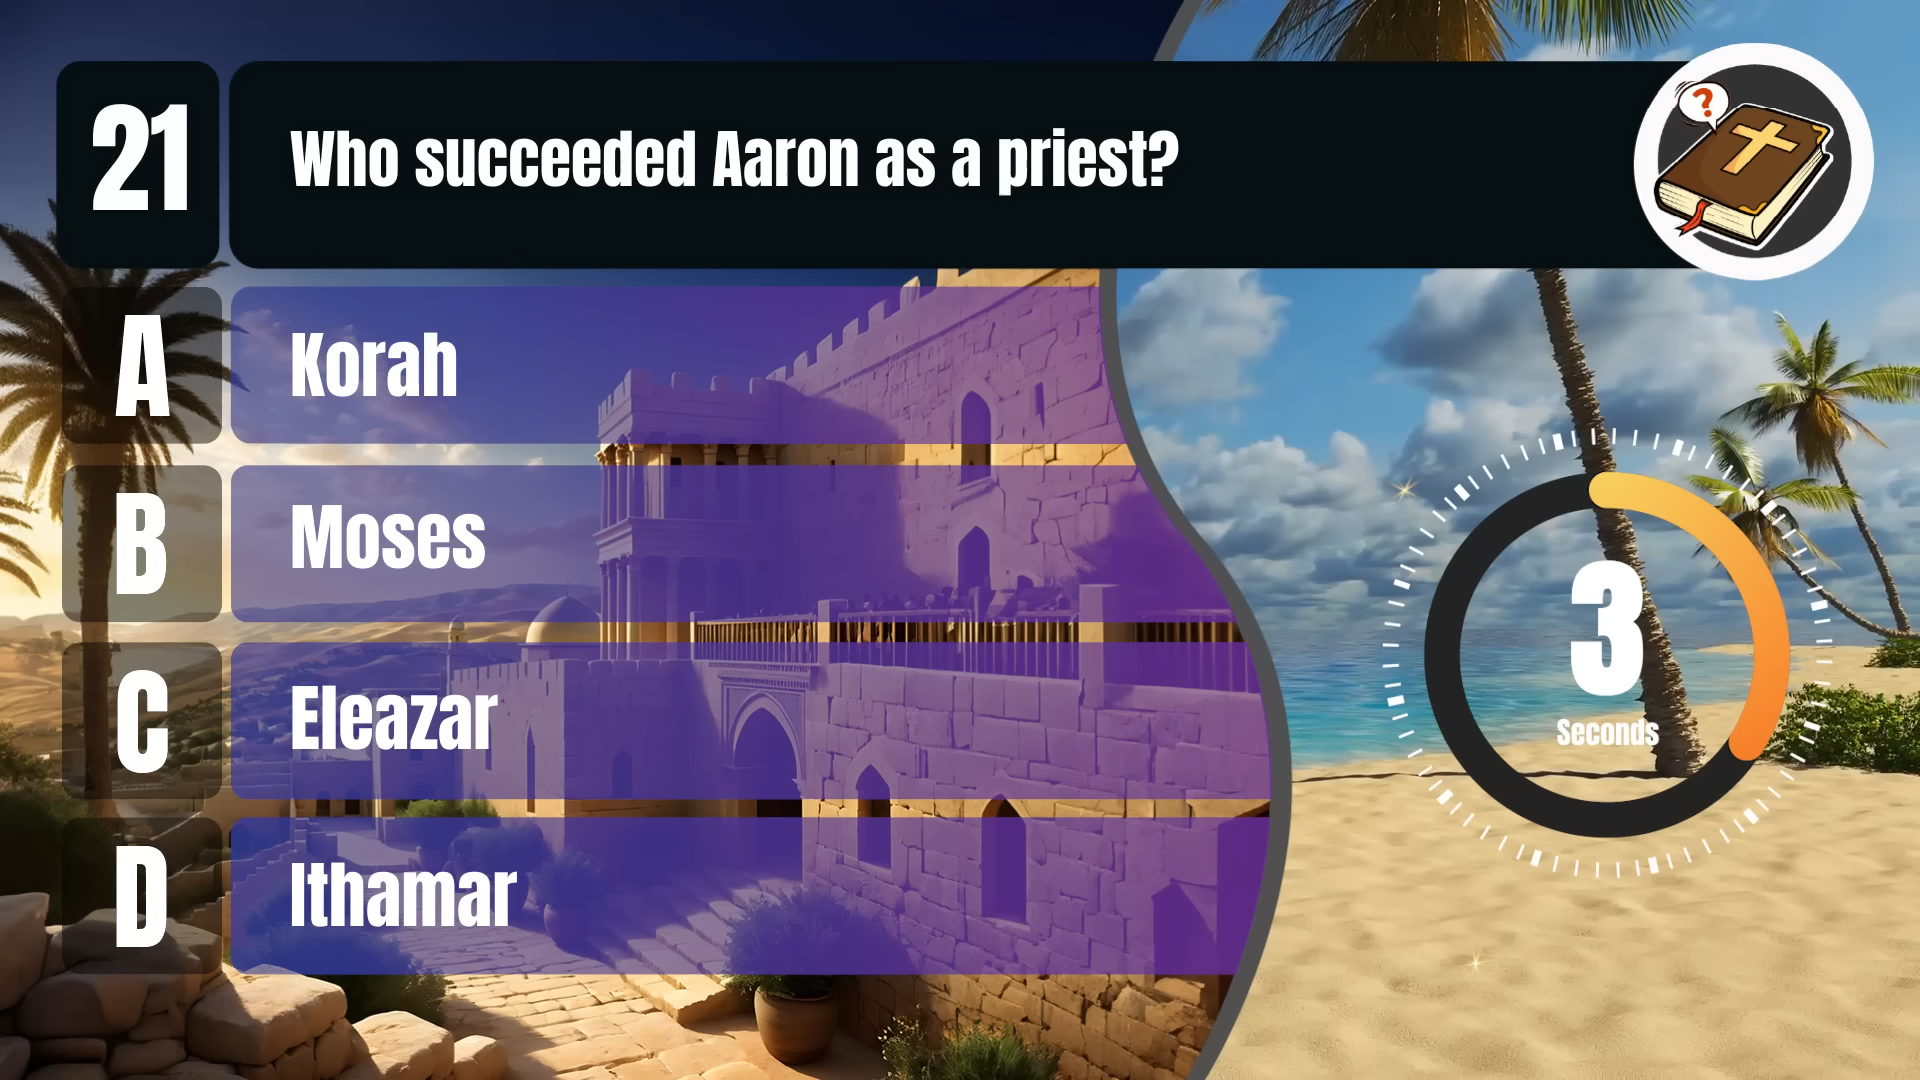 21
Who succeeded Aaron as a priest?
?
A
Korah
B
Moses
C
Eleazar
D
Ithamar
3
Seconds